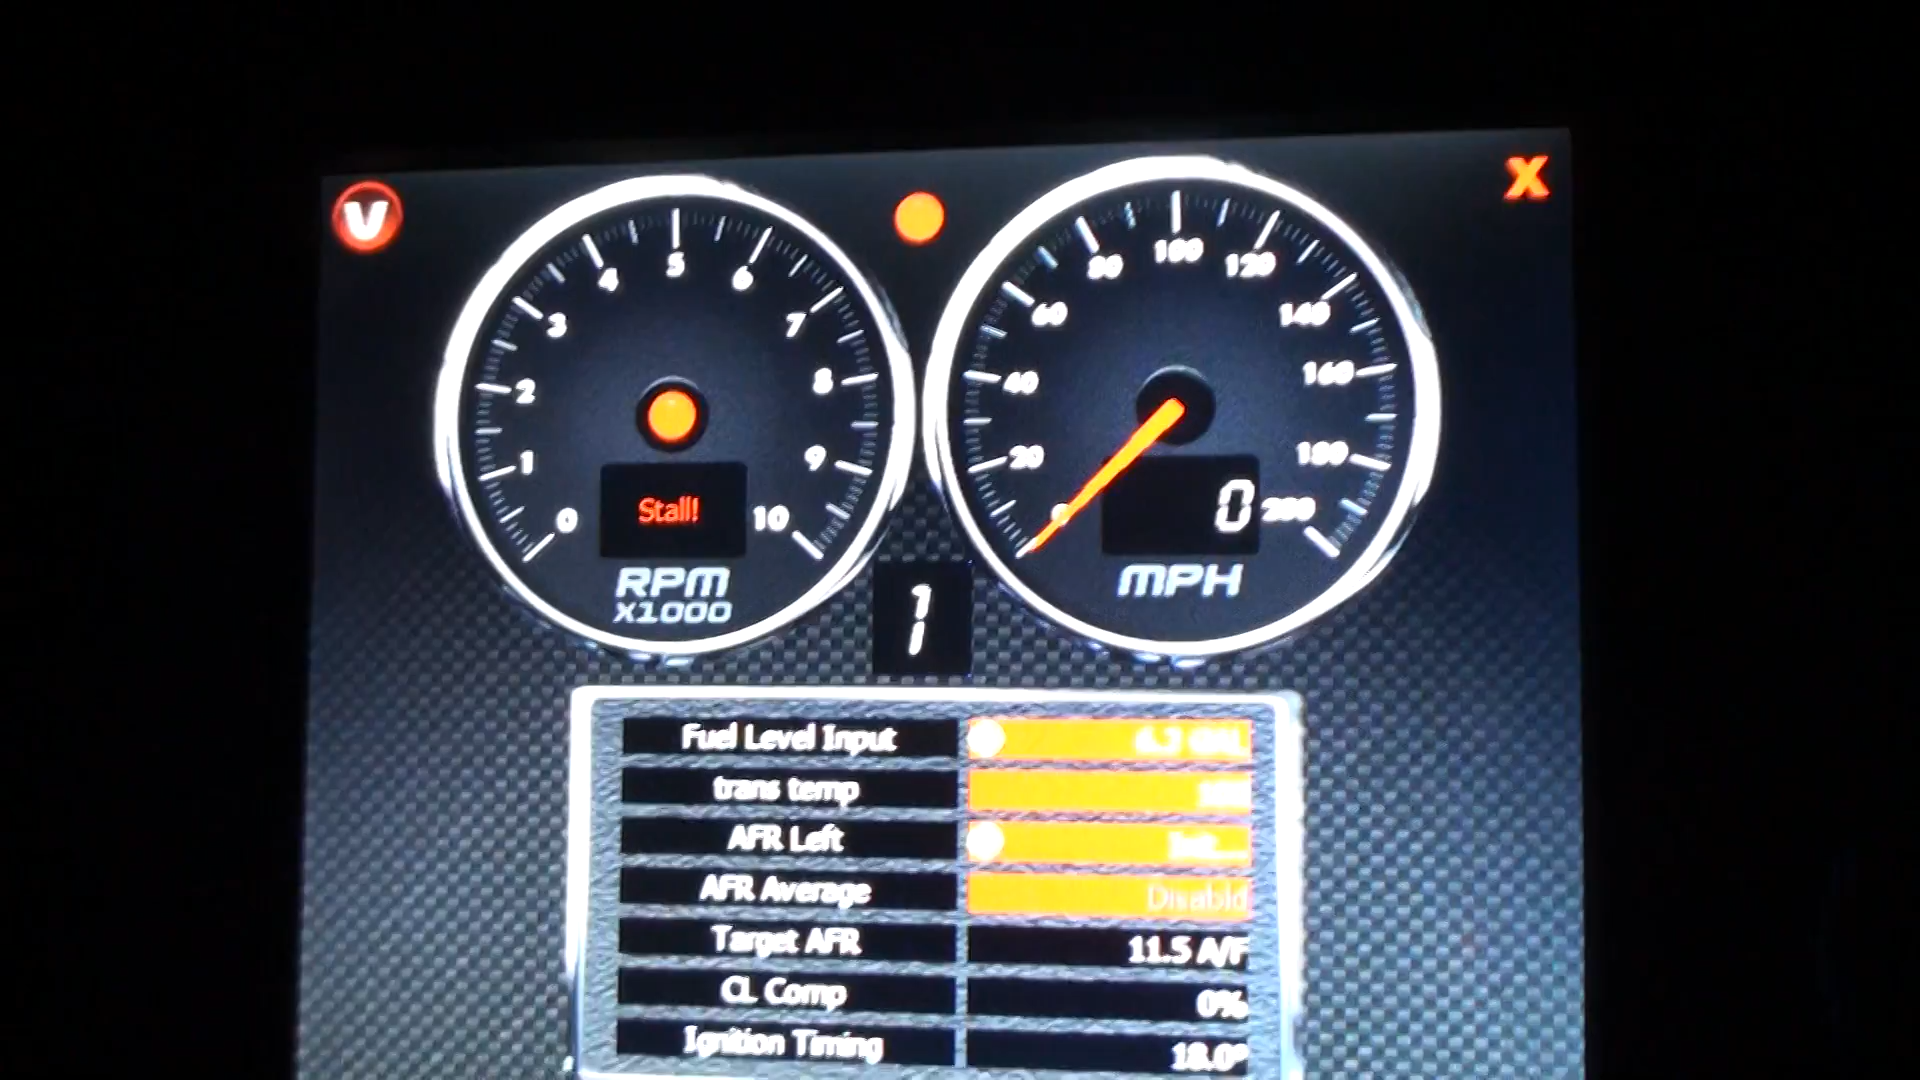 V
X
0
1
2
3
4
5
6
7
8
9
10
Stall!
RPM
X1000
0
20
40
60
80
100
120
140
160
180
200
0
MPH
1
Fuel Level Input
trans temp
AFR Left
AFR Average Disabld
Target AFR 11.5 A/F
CL Comp 0%
Ignition Timing 18.0°